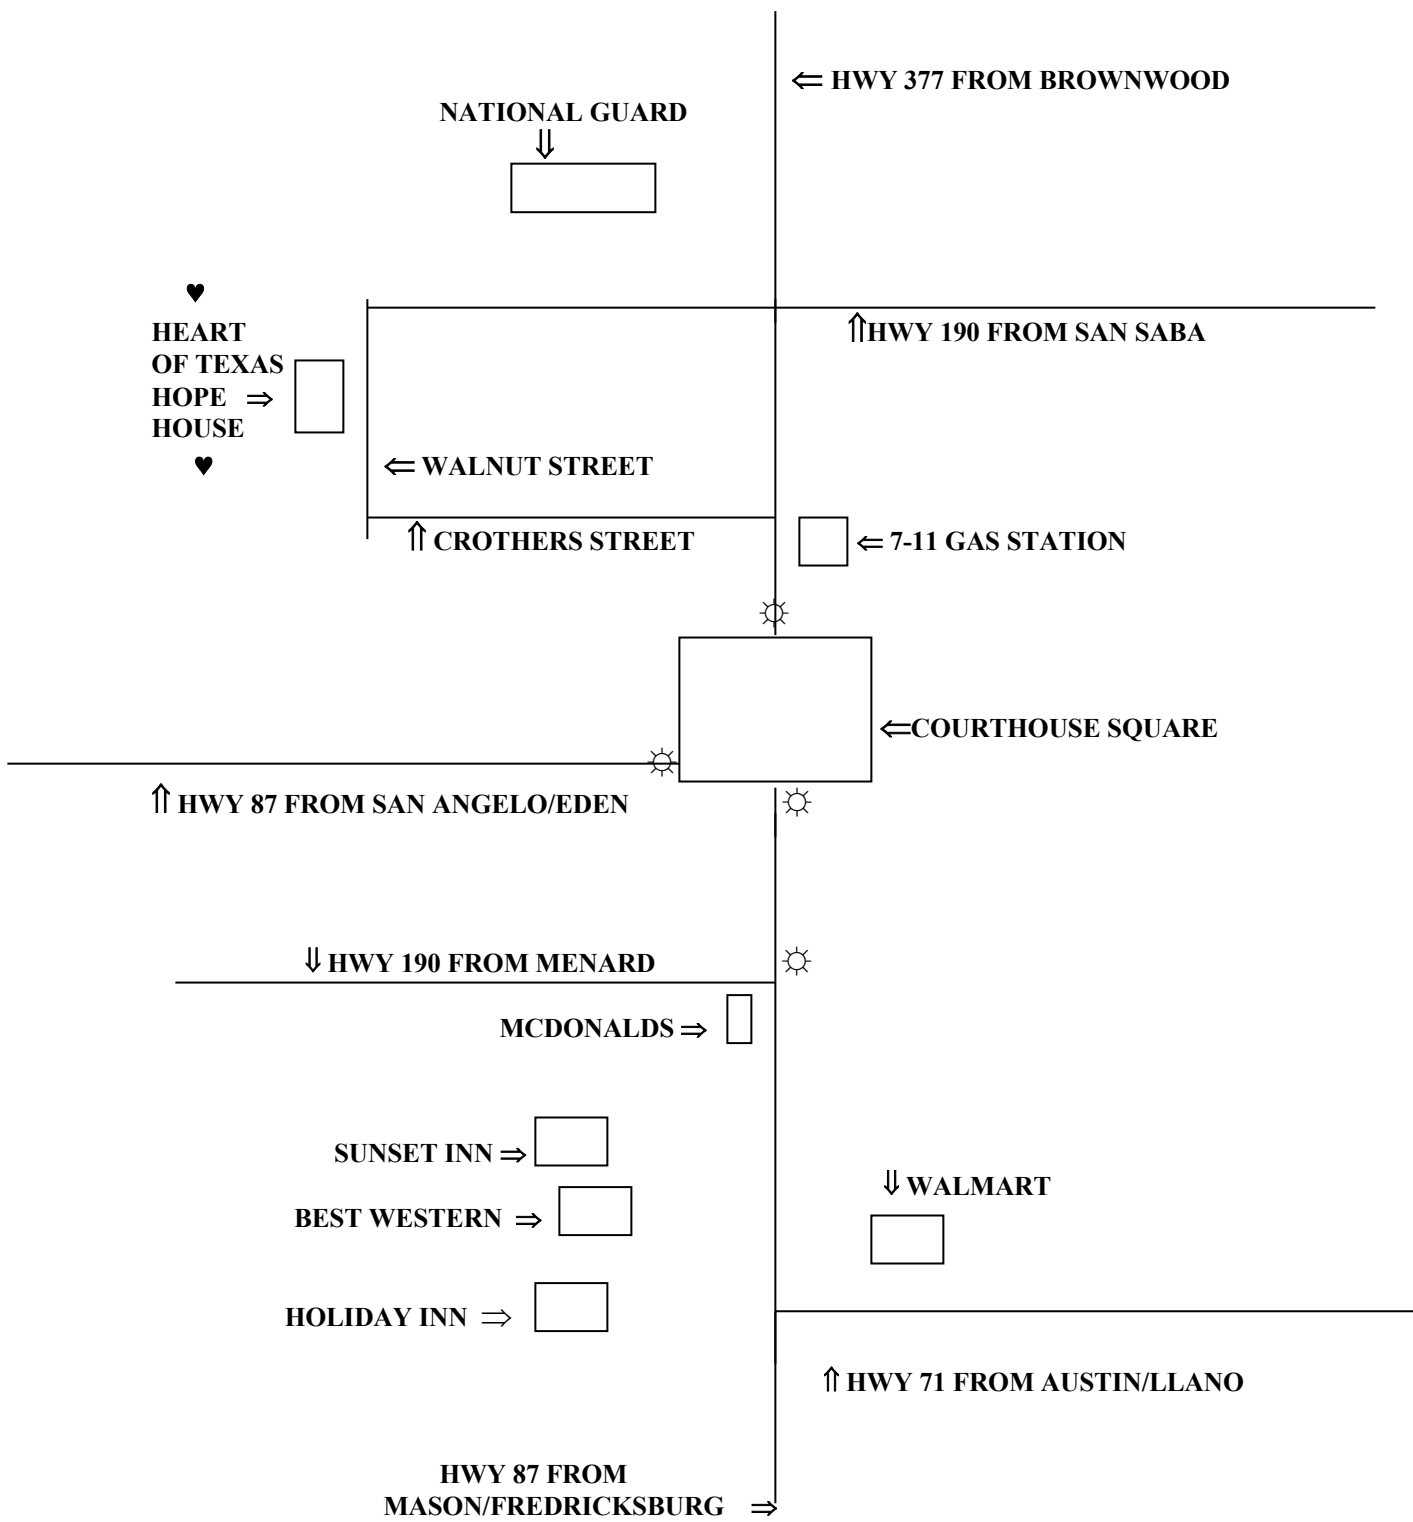 ⇐ HWY 377 FROM BROWNWOOD
NATIONAL GUARD
⇓
♥
⇑HWY 190 FROM SAN SABA
HEART
OF TEXAS
HOPE ⇒
HOUSE
♥
⇐ WALNUT STREET
⇑ CROTHERS STREET
⇐ 7-11 GAS STATION
⇐COURTHOUSE SQUARE
⇑ HWY 87 FROM SAN ANGELO/EDEN
⇓ HWY 190 FROM MENARD
MCDONALDS ⇒
SUNSET INN ⇒
⇓ WALMART
BEST WESTERN ⇒
HOLIDAY INN ⇒
⇑ HWY 71 FROM AUSTIN/LLANO
HWY 87 FROM
MASON/FREDRICKSBURG ⇒